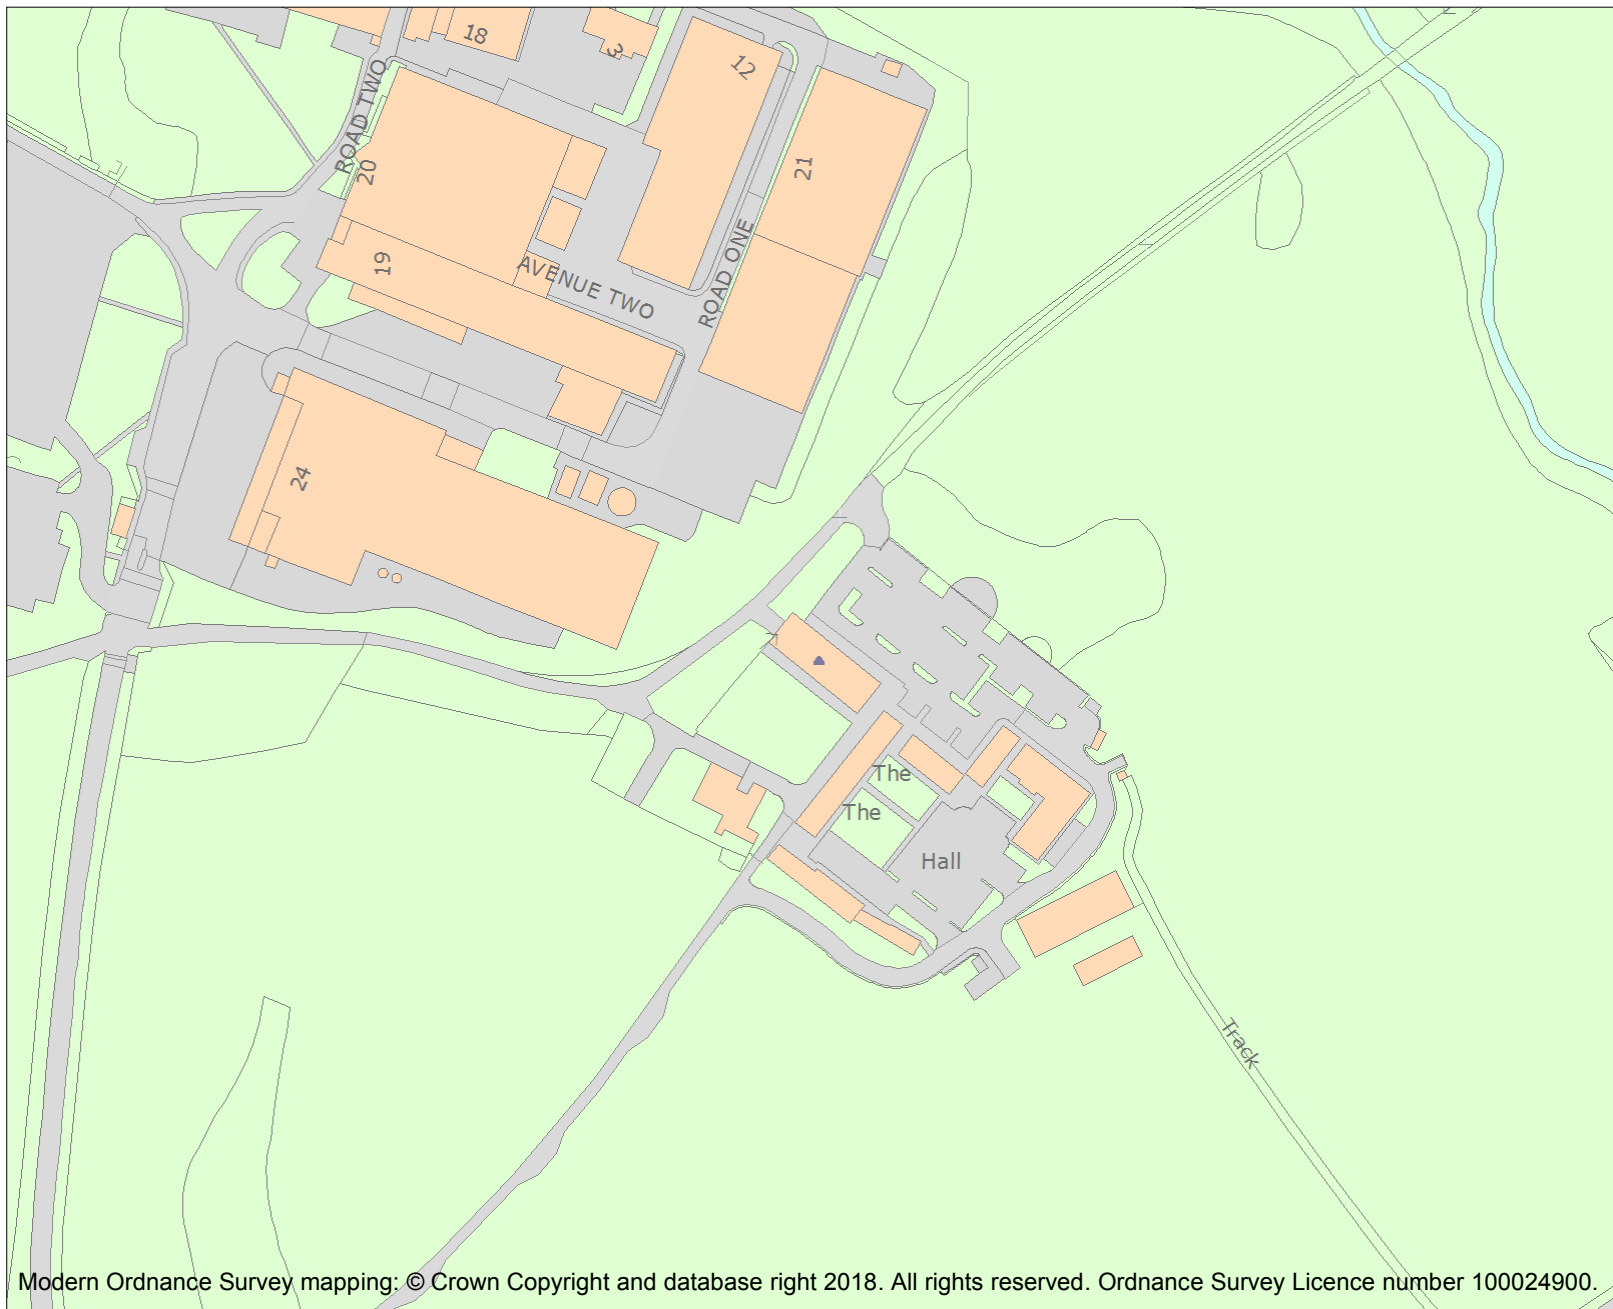 18
3
12
ROAD TWO
20
21
19
AVENUE TWO
ROAD ONE
24
The
The
Hall
Track
Modern Ordnance Survey mapping: © Crown Copyright and database right 2018. All rights reserved. Ordnance Survey Licence number 100024900.